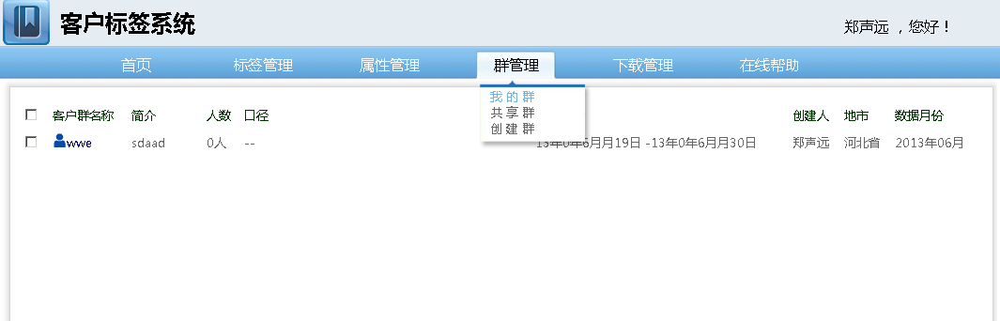 客户标签系统
郑声远 ，您好！
首页 标签管理 属性管理 群管理 下载管理 在线帮助
我 的 群
共 享 群
创 建 群
客户群名称 简介 人数 口径 创建人 地市 数据月份
wwe sdaad 0人 -- 13年0年6月月19日 -13年0年6月月30日 郑声远 河北省 2013年06月